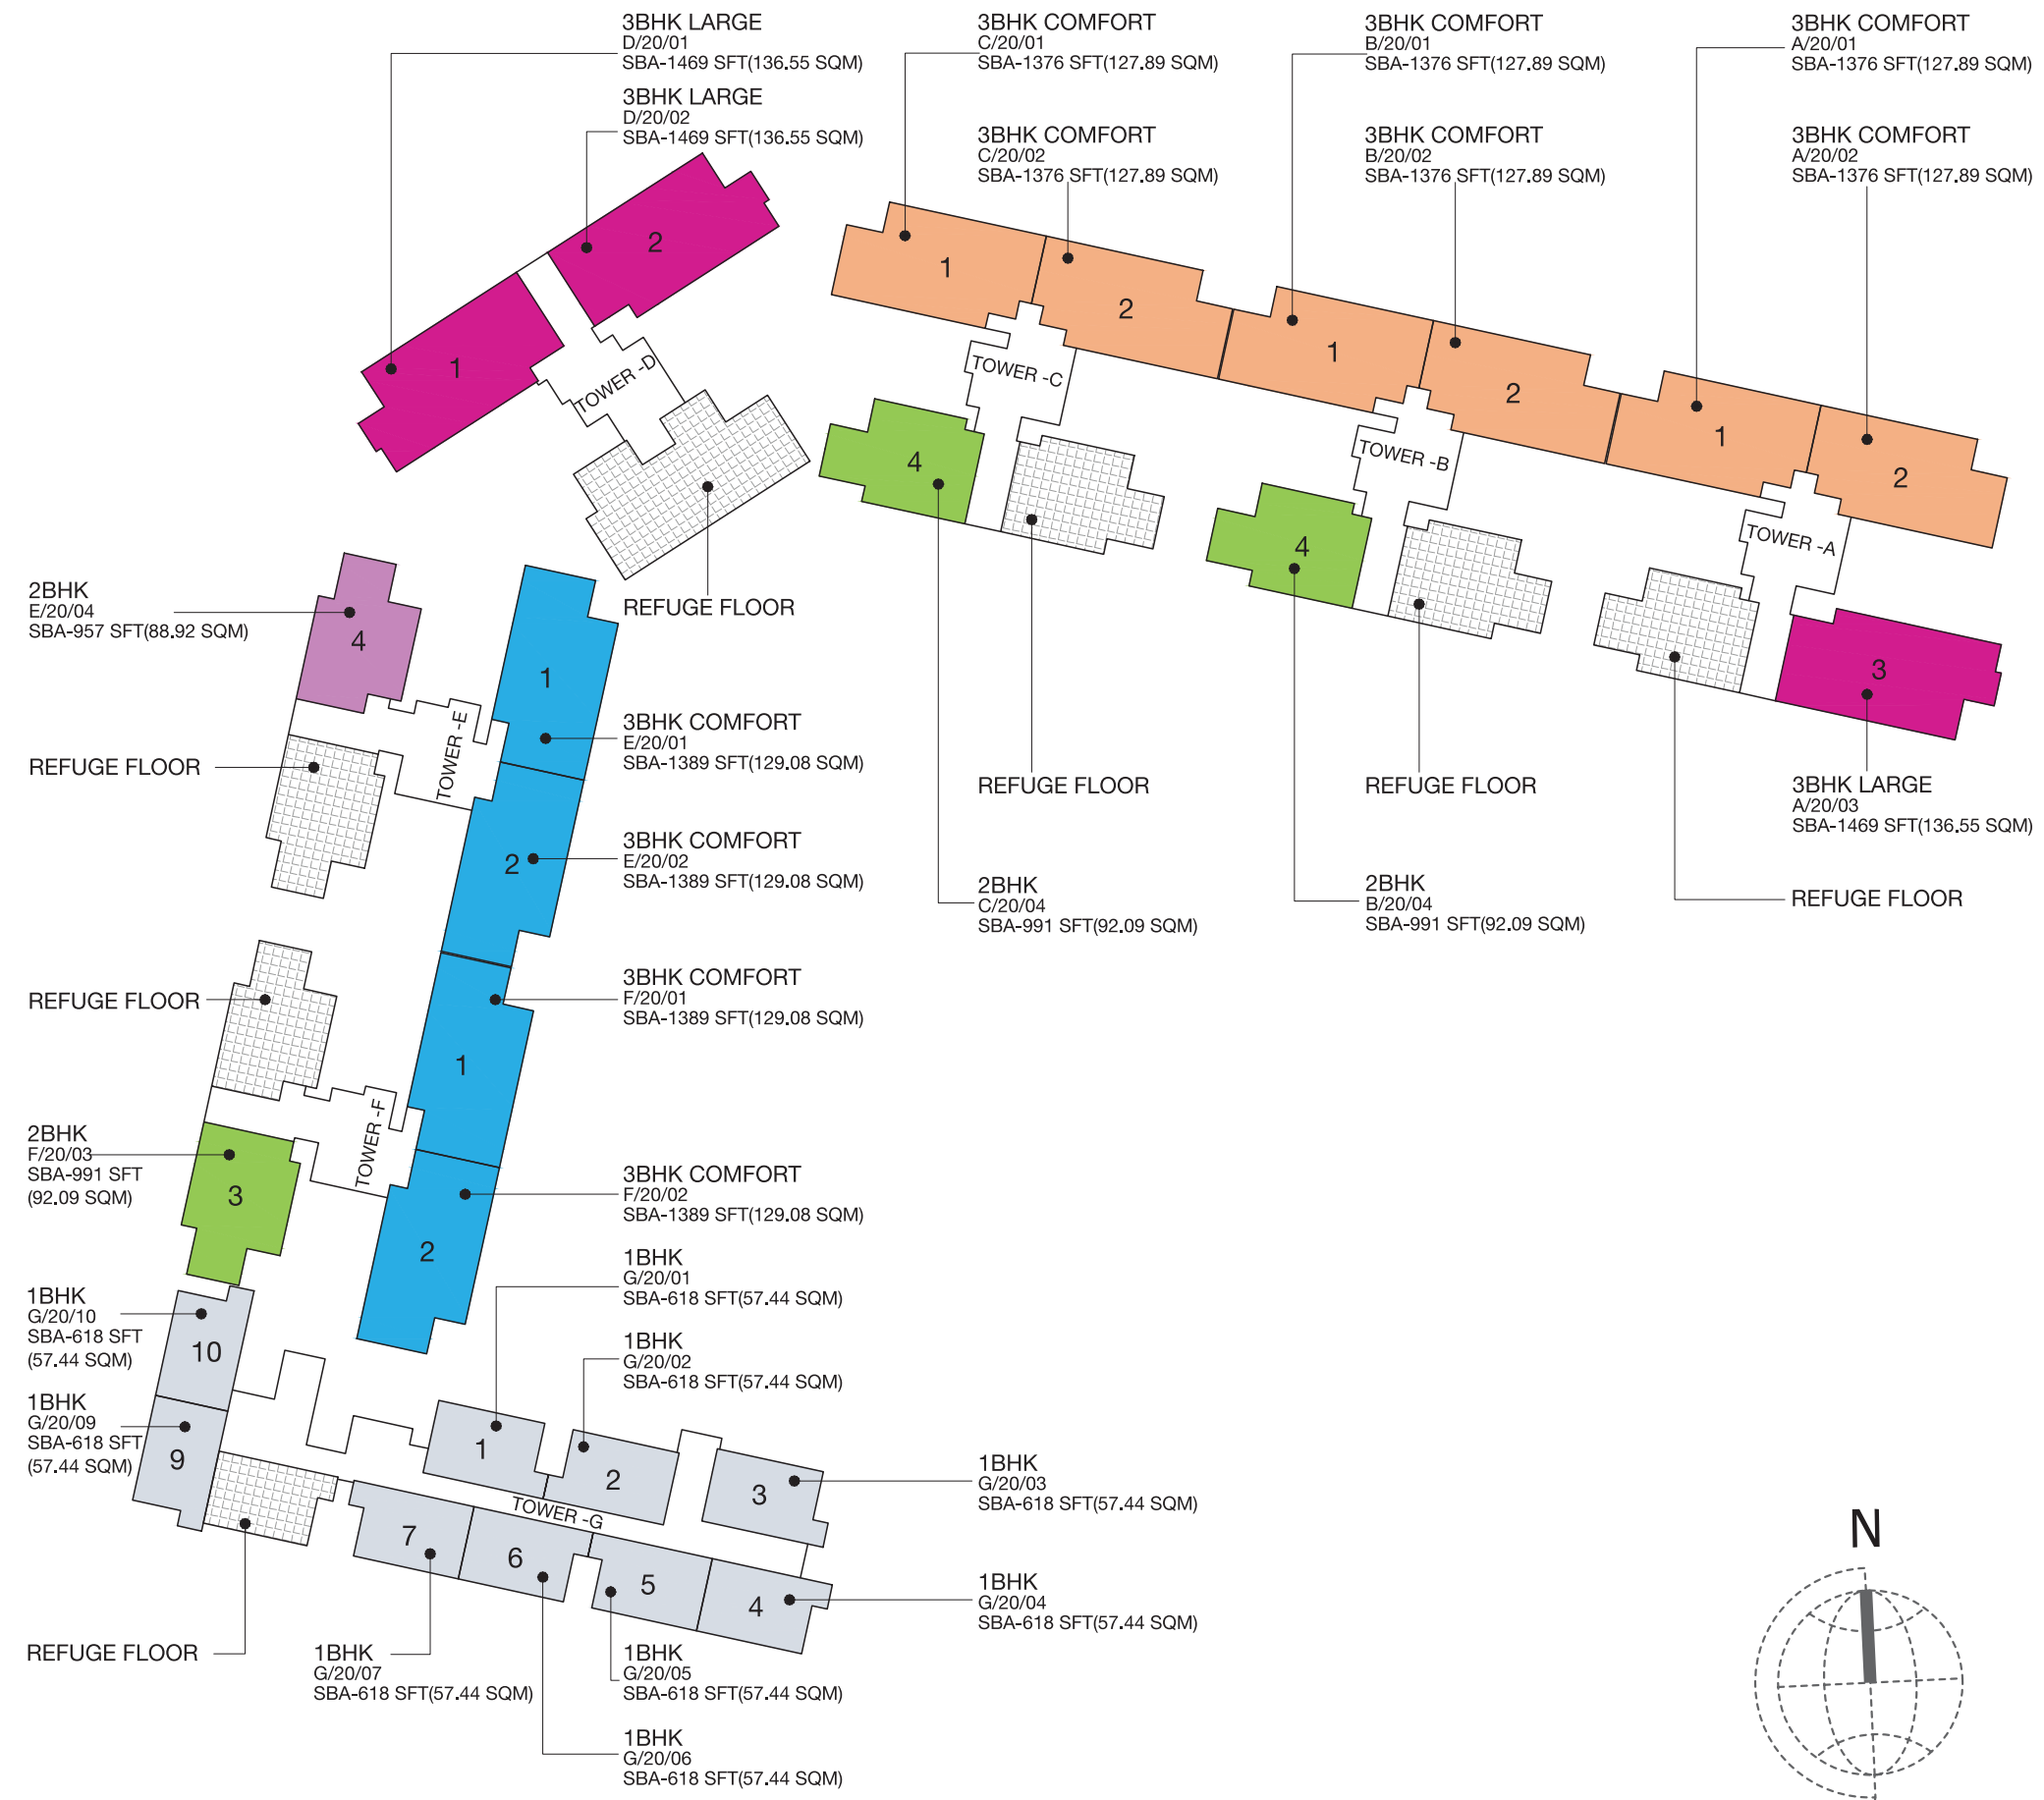 3BHK LARGE
D/20/01
SBA-1469 SFT(136.55 SQM)
3BHK LARGE
D/20/02
SBA-1469 SFT(136.55 SQM)
3BHK COMFORT
C/20/01
SBA-1376 SFT(127.89 SQM)
3BHK COMFORT
C/20/02
SBA-1376 SFT(127.89 SQM)
3BHK COMFORT
B/20/01
SBA-1376 SFT(127.89 SQM)
3BHK COMFORT
B/20/02
SBA-1376 SFT(127.89 SQM)
3BHK COMFORT
A/20/01
SBA-1376 SFT(127.89 SQM)
3BHK COMFORT
A/20/02
SBA-1376 SFT(127.89 SQM)
1
2
TOWER -D
REFUGE FLOOR
1
2
TOWER -C
4
REFUGE FLOOR
2BHK
C/20/04
SBA-991 SFT(92.09 SQM)
1
2
TOWER -B
4
REFUGE FLOOR
2BHK
B/20/04
SBA-991 SFT(92.09 SQM)
1
2
TOWER -A
3
3BHK LARGE
A/20/03
SBA-1469 SFT(136.55 SQM)
REFUGE FLOOR
2BHK
E/20/04
SBA-957 SFT(88.92 SQM)
4
1
TOWER -E
REFUGE FLOOR
3BHK COMFORT
E/20/01
SBA-1389 SFT(129.08 SQM)
2
3BHK COMFORT
E/20/02
SBA-1389 SFT(129.08 SQM)
REFUGE FLOOR
3BHK COMFORT
F/20/01
SBA-1389 SFT(129.08 SQM)
1
TOWER -F
2BHK
F/20/03
SBA-991 SFT
(92.09 SQM)
3
3BHK COMFORT
F/20/02
SBA-1389 SFT(129.08 SQM)
2
1BHK
G/20/10
SBA-618 SFT
(57.44 SQM)
10
1BHK
G/20/09
SBA-618 SFT
(57.44 SQM)
9
1BHK
G/20/01
SBA-618 SFT(57.44 SQM)
1BHK
G/20/02
SBA-618 SFT(57.44 SQM)
1
2
3
1BHK
G/20/03
SBA-618 SFT(57.44 SQM)
TOWER -G
7
6
5
4
1BHK
G/20/04
SBA-618 SFT(57.44 SQM)
REFUGE FLOOR
1BHK
G/20/07
SBA-618 SFT(57.44 SQM)
1BHK
G/20/05
SBA-618 SFT(57.44 SQM)
1BHK
G/20/06
SBA-618 SFT(57.44 SQM)
N